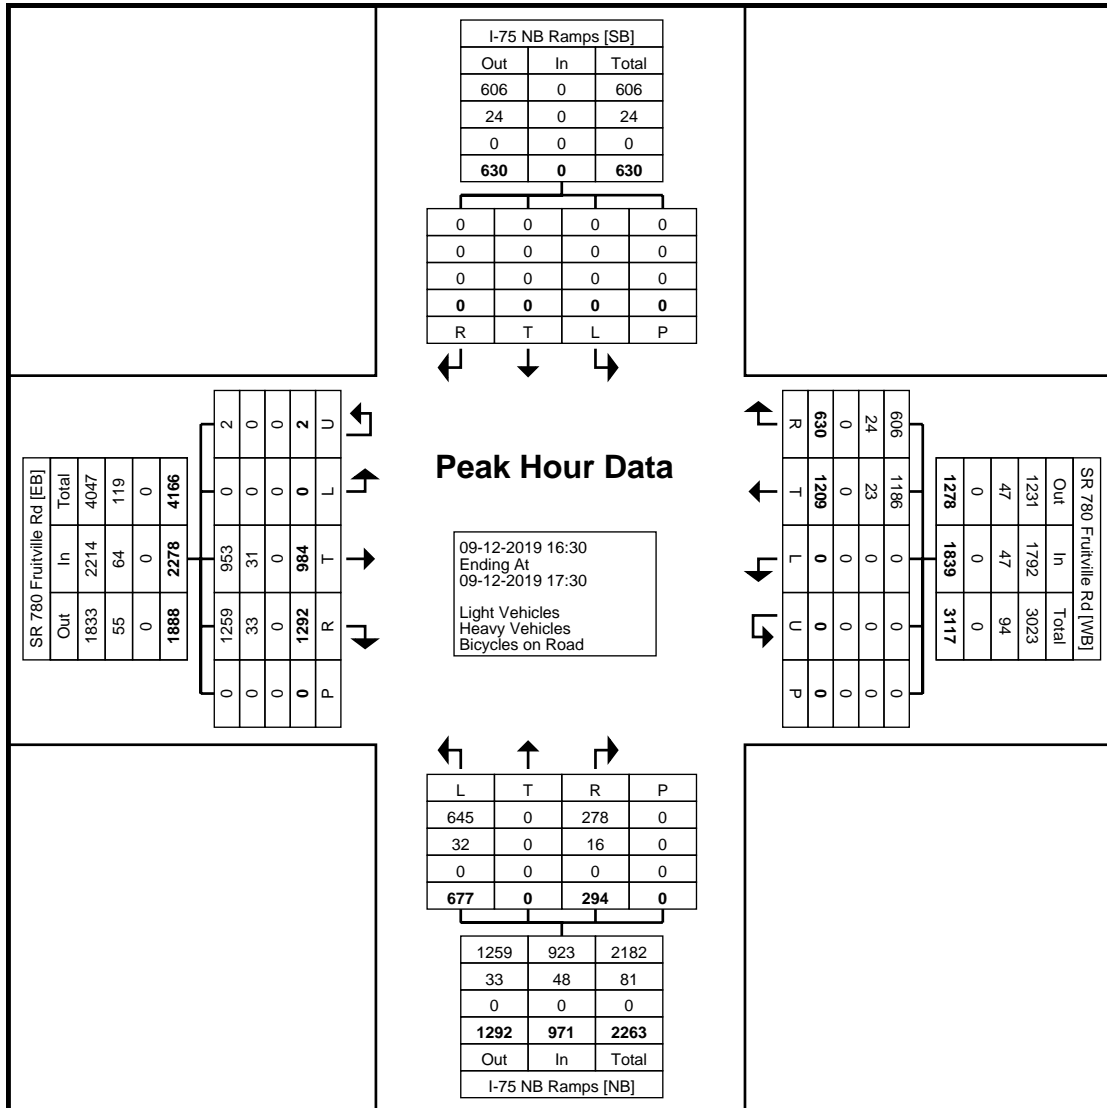 I-75 NB Ramps [SB]
Out In Total
606 0 606
24 0 24
0 0 0
630 0 630
0 0 0 0
0 0 0 0
0 0 0 0
0 0 0 0
R T L P
SR 780 Fruitville Rd [EB]
Total In Out
4047 2214 1833
119 64 55
0 0 0
4166 2278 1888
2 0 953 1259 0
0 0 31 33 0
0 0 0 0 0
2 0 984 1292 0
U L T R P
Peak Hour Data
09-12-2019 16:30
Ending At
09-12-2019 17:30
Light Vehicles
Heavy Vehicles
Bicycles on Road
R T L U P
630 1209 0 0 0
0 0 0 0 0
24 23 0 0 0
606 1186 0 0 0
SR 780 Fruitville Rd [WB]
Out In Total
1231 1792 3023
47 47 94
0 0 0
1278 1839 3117
L T R P
645 0 278 0
32 0 16 0
0 0 0 0
677 0 294 0
1259 923 2182
33 48 81
0 0 0
1292 971 2263
Out In Total
I-75 NB Ramps [NB]